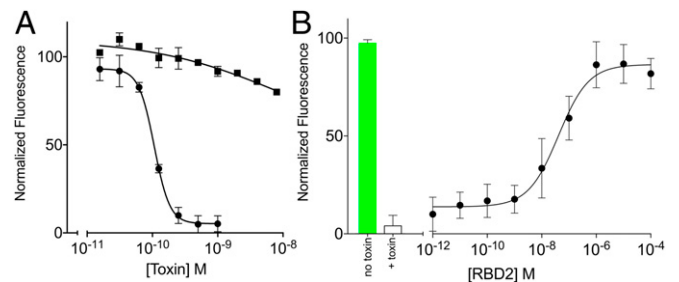 A
Normalized Fluorescence
100
50
0
10-11
10-10
10-9
10-8
[Toxin] M
B
Normalized Fluorescence
100
50
0
no toxin
+ toxin
10-12
10-10
10-8
10-6
10-4
[RBD2] M